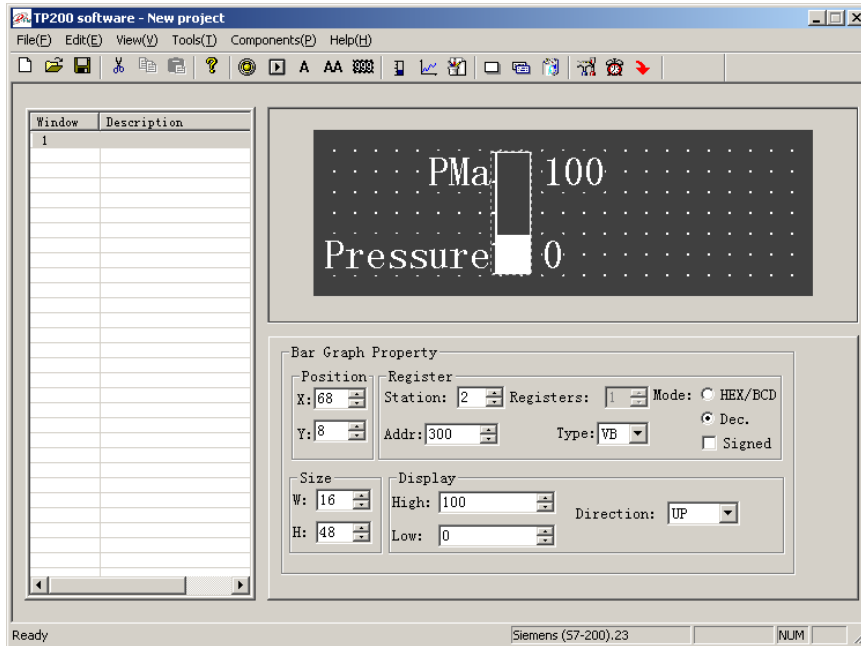 TP200 software - New project
File(F) Edit(E) View(V) Tools(T) Components(P) Help(H)
A AA
Window Description
1
PMa 100
Pressure 0
Bar Graph Property
Position
X: 68
Y: 8
Register
Station: 2 Registers: 1 Mode: HEX/BCD
Dec.
Addr: 300 Type: VB Signed
Size
W: 16
H: 48
Display
High: 100
Low: 0
Direction: UP
Ready Siemens (S7-200).23 NUM